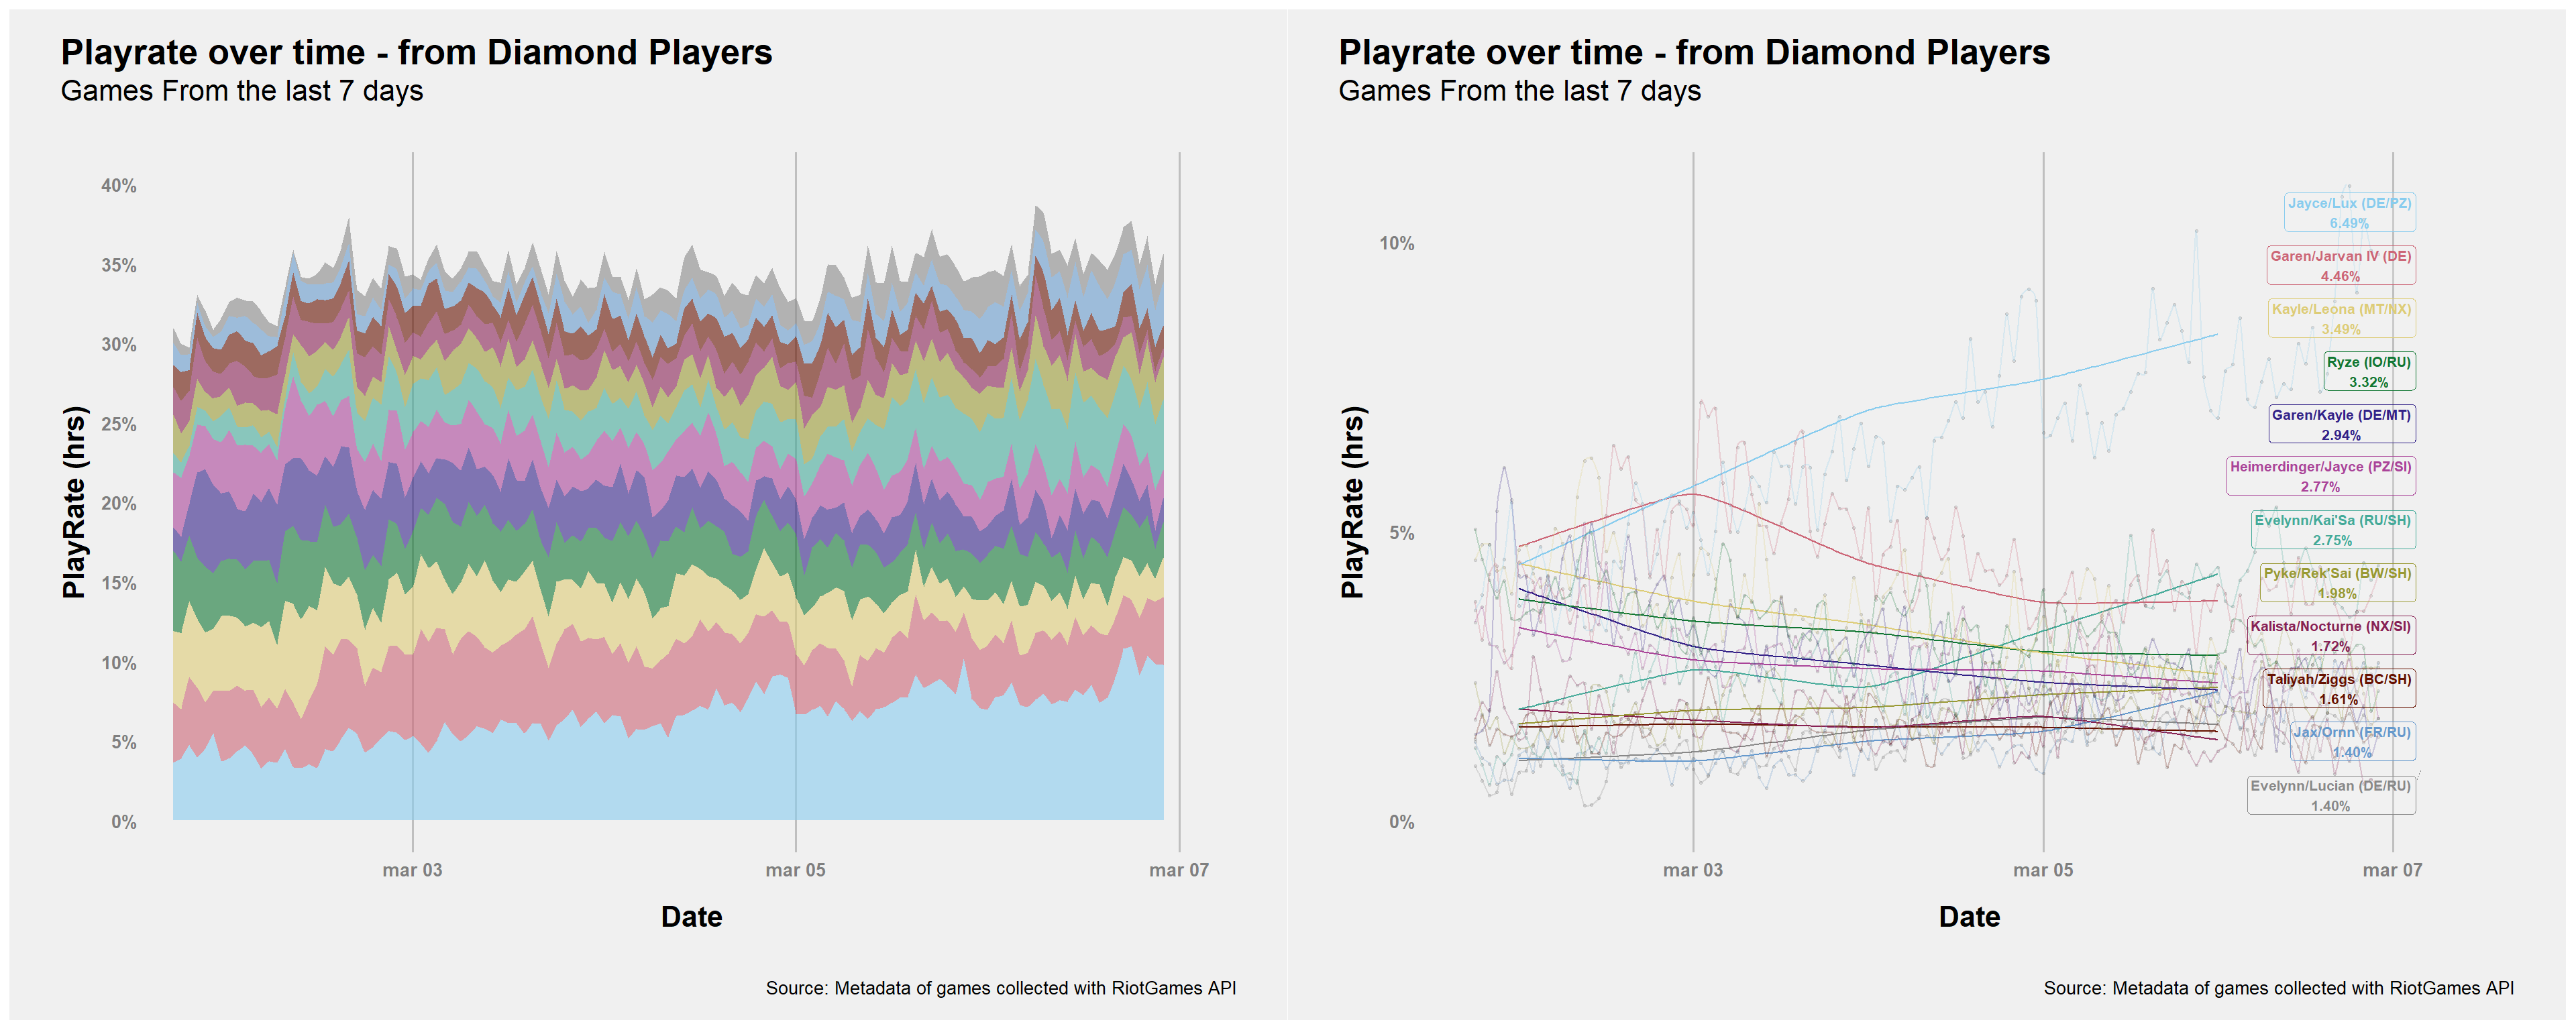 Playrate over time - from Diamond Players
Games From the last 7 days
PlayRate (hrs)
40%
35%
30%
25%
20%
15%
10%
5%
0%
mar 03
mar 05
mar 07
Date
Source: Metadata of games collected with RiotGames API
Playrate over time - from Diamond Players
Games From the last 7 days
PlayRate (hrs)
10%
5%
0%
Jayce/Lux (DE/PZ)
6.49%
Garen/Jarvan IV (DE)
4.46%
Kayle/Leona (MT/NX)
3.49%
Ryze (IO/RU)
3.32%
Garen/Kayle (DE/MT)
2.94%
Heimerdinger/Jayce (PZ/SI)
2.77%
Evelynn/Kai'Sa (RU/SH)
2.75%
Pyke/Rek'Sai (BW/SH)
1.98%
Kalista/Nocturne (NX/SI)
1.72%
Taliyah/Ziggs (BC/SH)
1.61%
Jax/Ornn (FR/RU)
1.40%
Evelynn/Lucian (DE/RU)
1.40%
mar 03
mar 05
mar 07
Date
Source: Metadata of games collected with RiotGames API